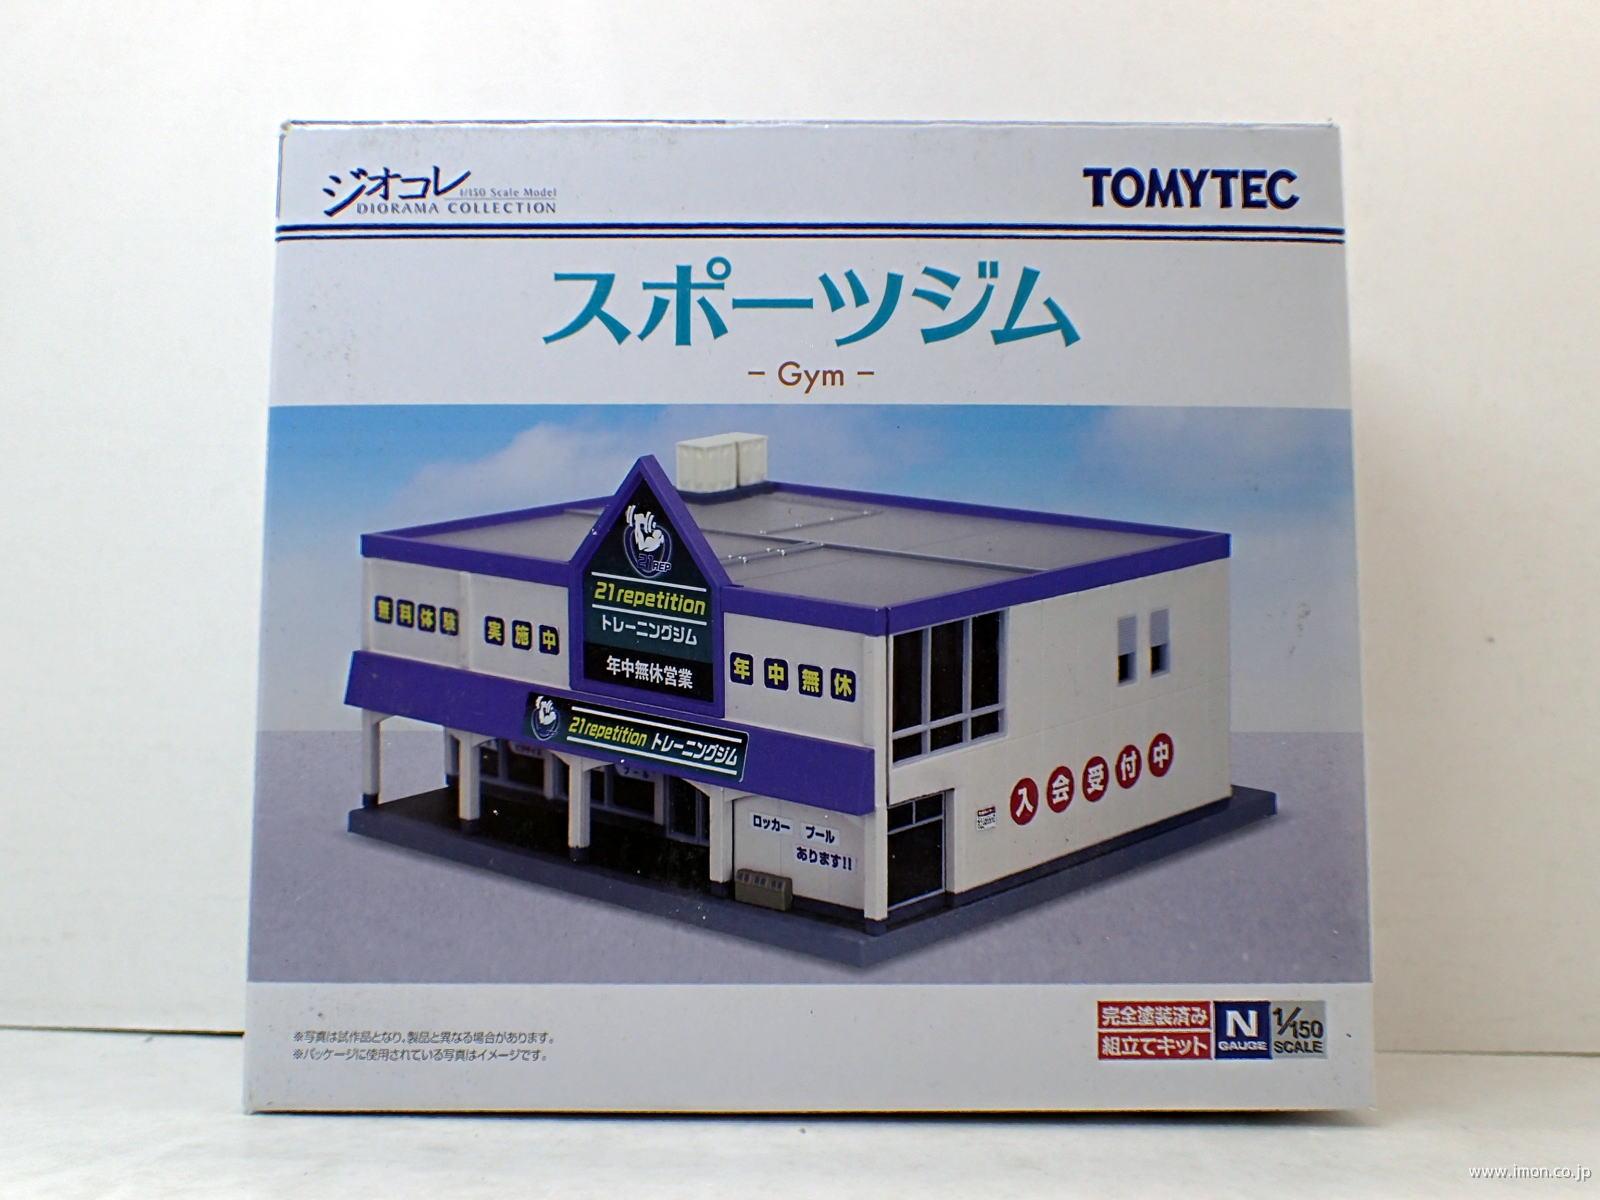 ジオコレ
1/150 Scale Model
DIORAMA COLLECTION
TOMYTEC
スポーツジム
- Gym -
21REP
21repetition
トレーニングジム
年中無休営業
無料体験 実施中
年中無休
21repetition トレーニングジム
プール
ロッカー プール
あります!!
入会受付中
※写真は試作品となり、製品と異なる場合があります。
※パッケージに使用されている写真はイメージです。
完全塗装済み
組立てキット
N
GAUGE
1/150
SCALE
www.imon.co.jp